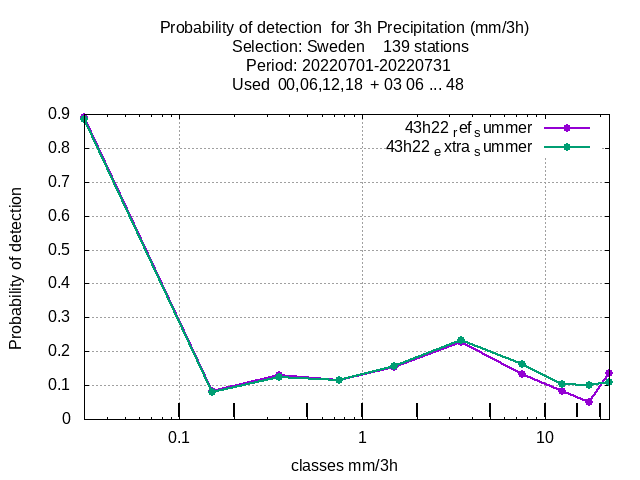 Probability of detection  for 3h Precipitation (mm/3h)
Selection: Sweden    139 stations
Period: 20220701-20220731
Used  00,06,12,18  + 03 06 ... 48
43h22 ref summer
43h22 extra summer
Probability of detection
0.9
0.8
0.7
0.6
0.5
0.4
0.3
0.2
0.1
0
0.1 1 10
classes mm/3h